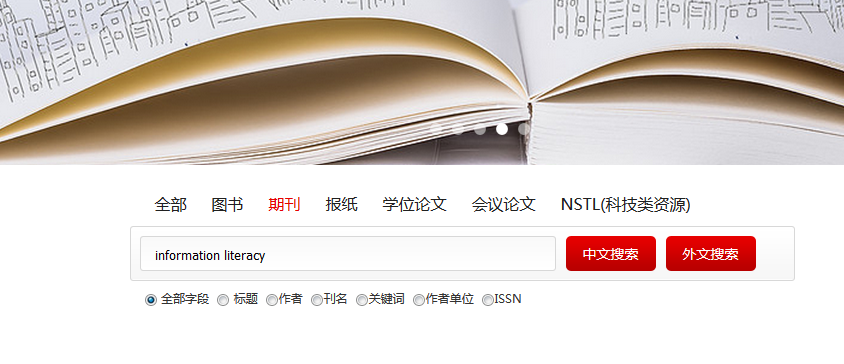 全部 图书 期刊 报纸 学位论文 会议论文 NSTL(科技类资源)
information literacy 中文搜索 外文搜索
全部字段 标题 作者 刊名 关键词 作者单位 ISSN